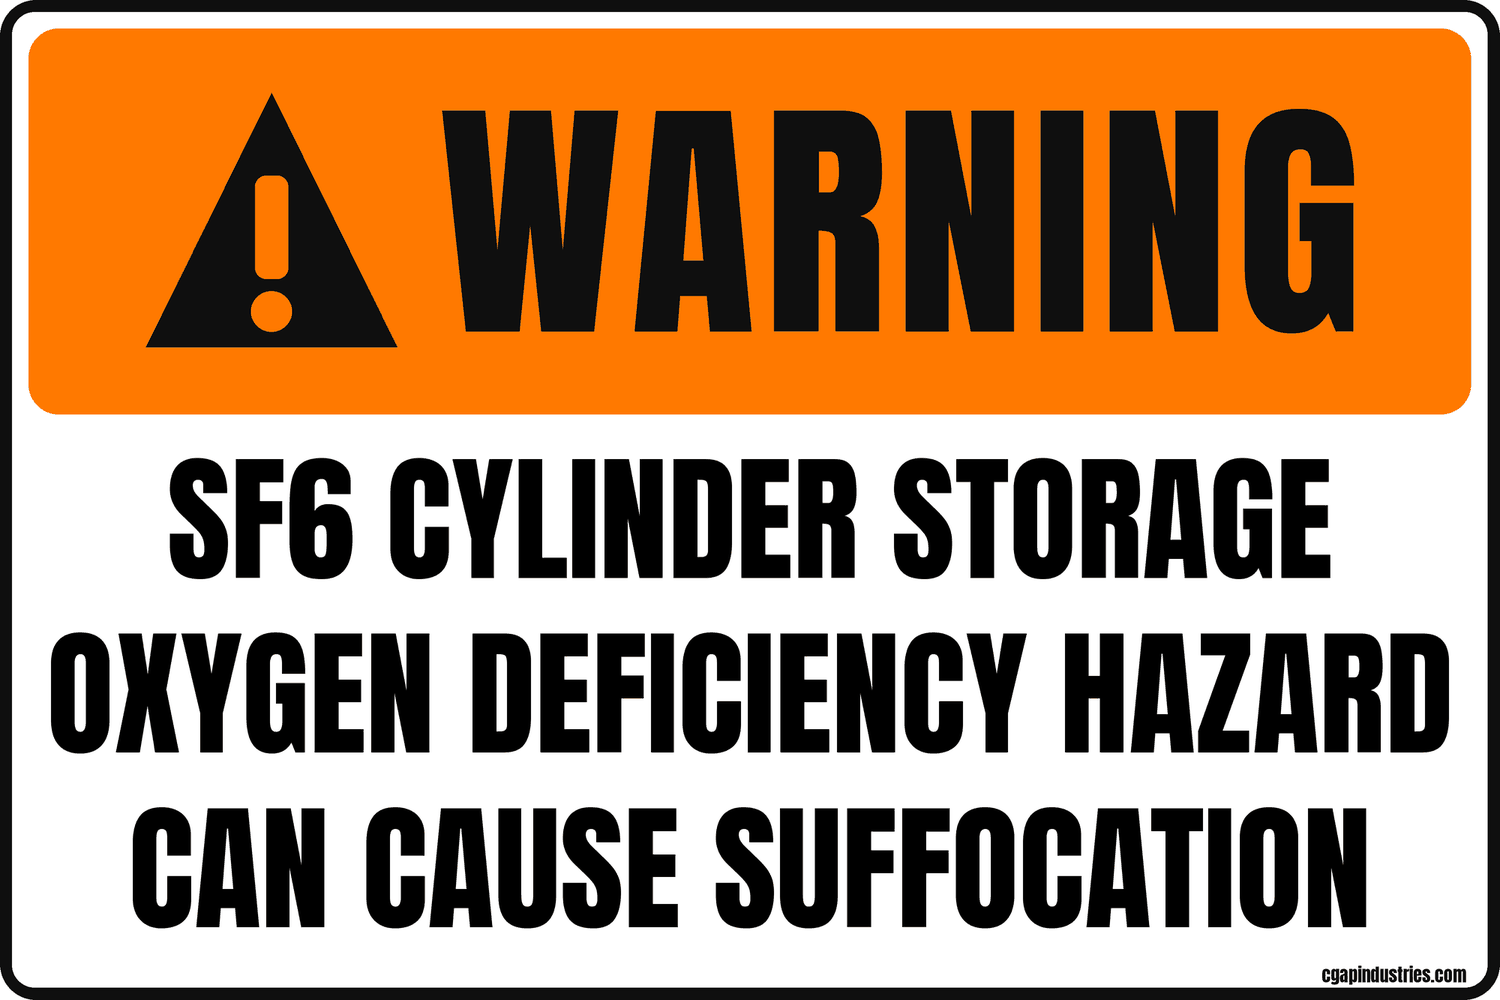 WARNING
SF6 CYLINDER STORAGE
OXYGEN DEFICIENCY HAZARD
CAN CAUSE SUFFOCATION
cgapindustries.com